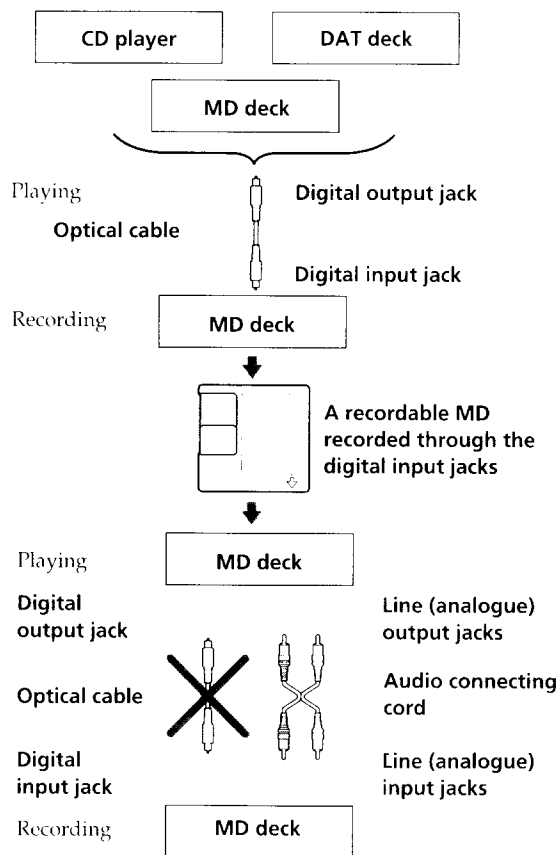 CD player
DAT deck
MD deck
Playing
Digital output jack
Optical cable
Digital input jack
Recording
MD deck
A recordable MD
recorded through the
digital input jacks
Playing
MD deck
Digital
output jack
Line (analogue)
output jacks
Optical cable
Audio connecting
cord
Digital
input jack
Line (analogue)
input jacks
Recording
MD deck